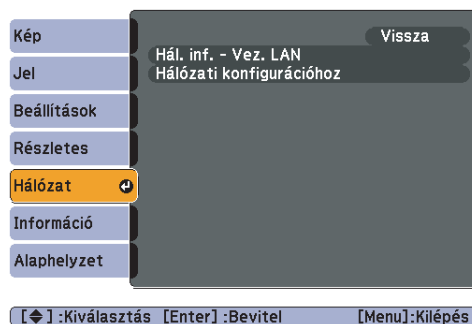 Kép
Jel
Beállítások
Részletes
Hálózat
Információ
Alaphelyzet
Vissza
Hál. inf. - Vez. LAN
Hálózati konfigurációhoz
[◆] :Kiválasztás [Enter] :Bevitel [Menu]:Kilépés